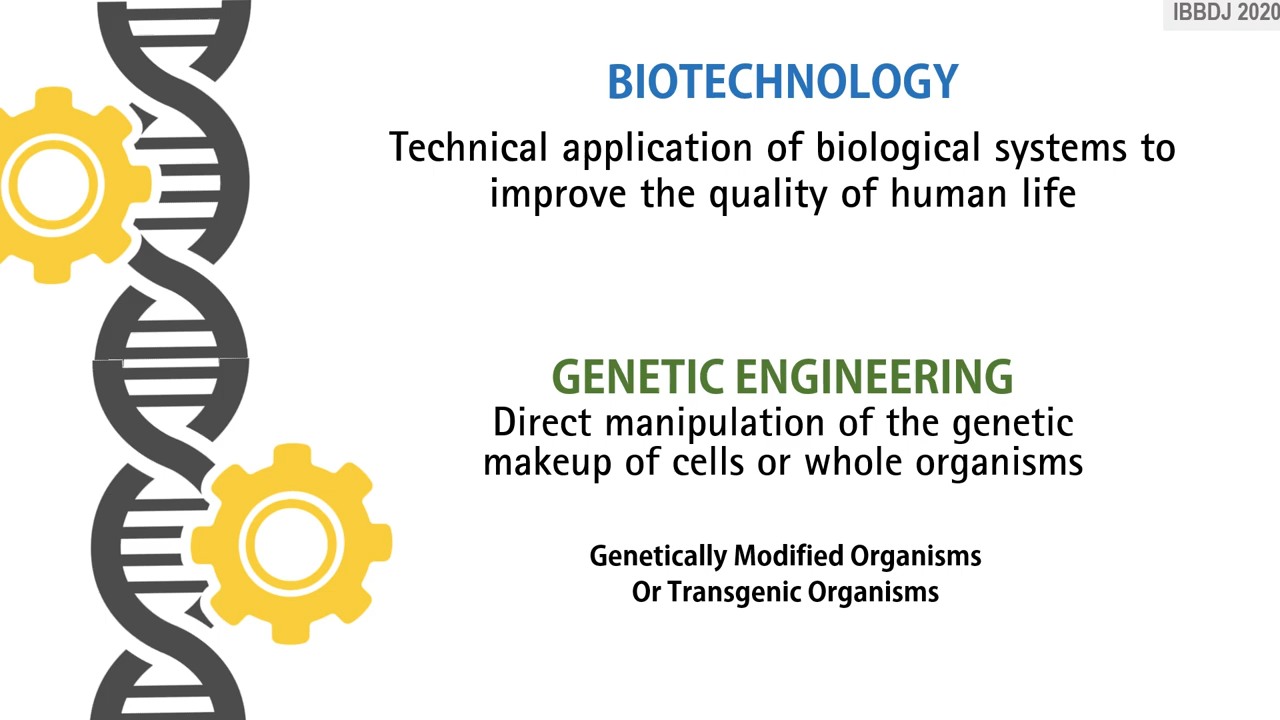 IBBDJ 2020
BIOTECHNOLOGY
Technical application of biological systems to
improve the quality of human life
GENETIC ENGINEERING
Direct manipulation of the genetic
makeup of cells or whole organisms
Genetically Modified Organisms
Or Transgenic Organisms